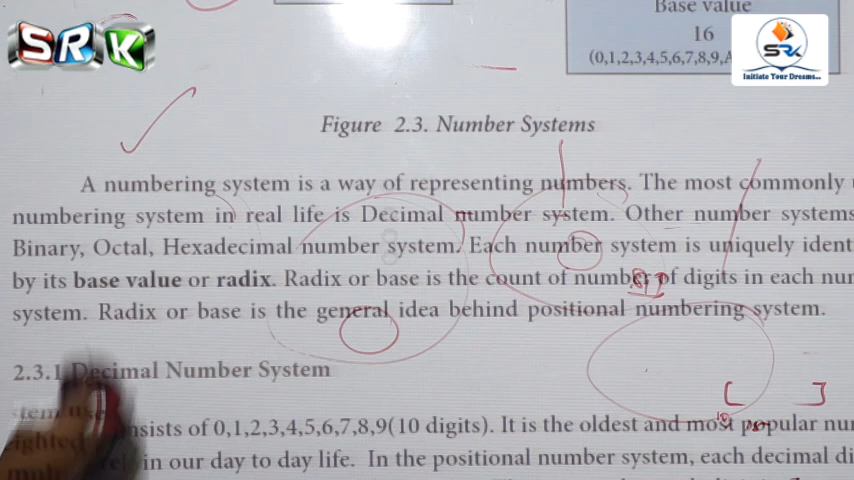 SRK
Base value
16
(0,1,2,3,4,5,6,7,8,9,A
SRK
Initiate Your Dreams...
Figure 2.3. Number Systems
A numbering system is a way of representing numbers. The most commonly
numbering system in real life is Decimal number system. Other number systems
Binary, Octal, Hexadecimal number system. Each number system is uniquely ident
by its base value or radix. Radix or base is the count of number of digits in each nu
system. Radix or base is the general idea behind positional numbering system.
2.3.1 Decimal Number System
consists of 0,1,2,3,4,5,6,7,8,9(10 digits). It is the oldest and most popular nu
in our day to day life. In the positional number system, each decimal di